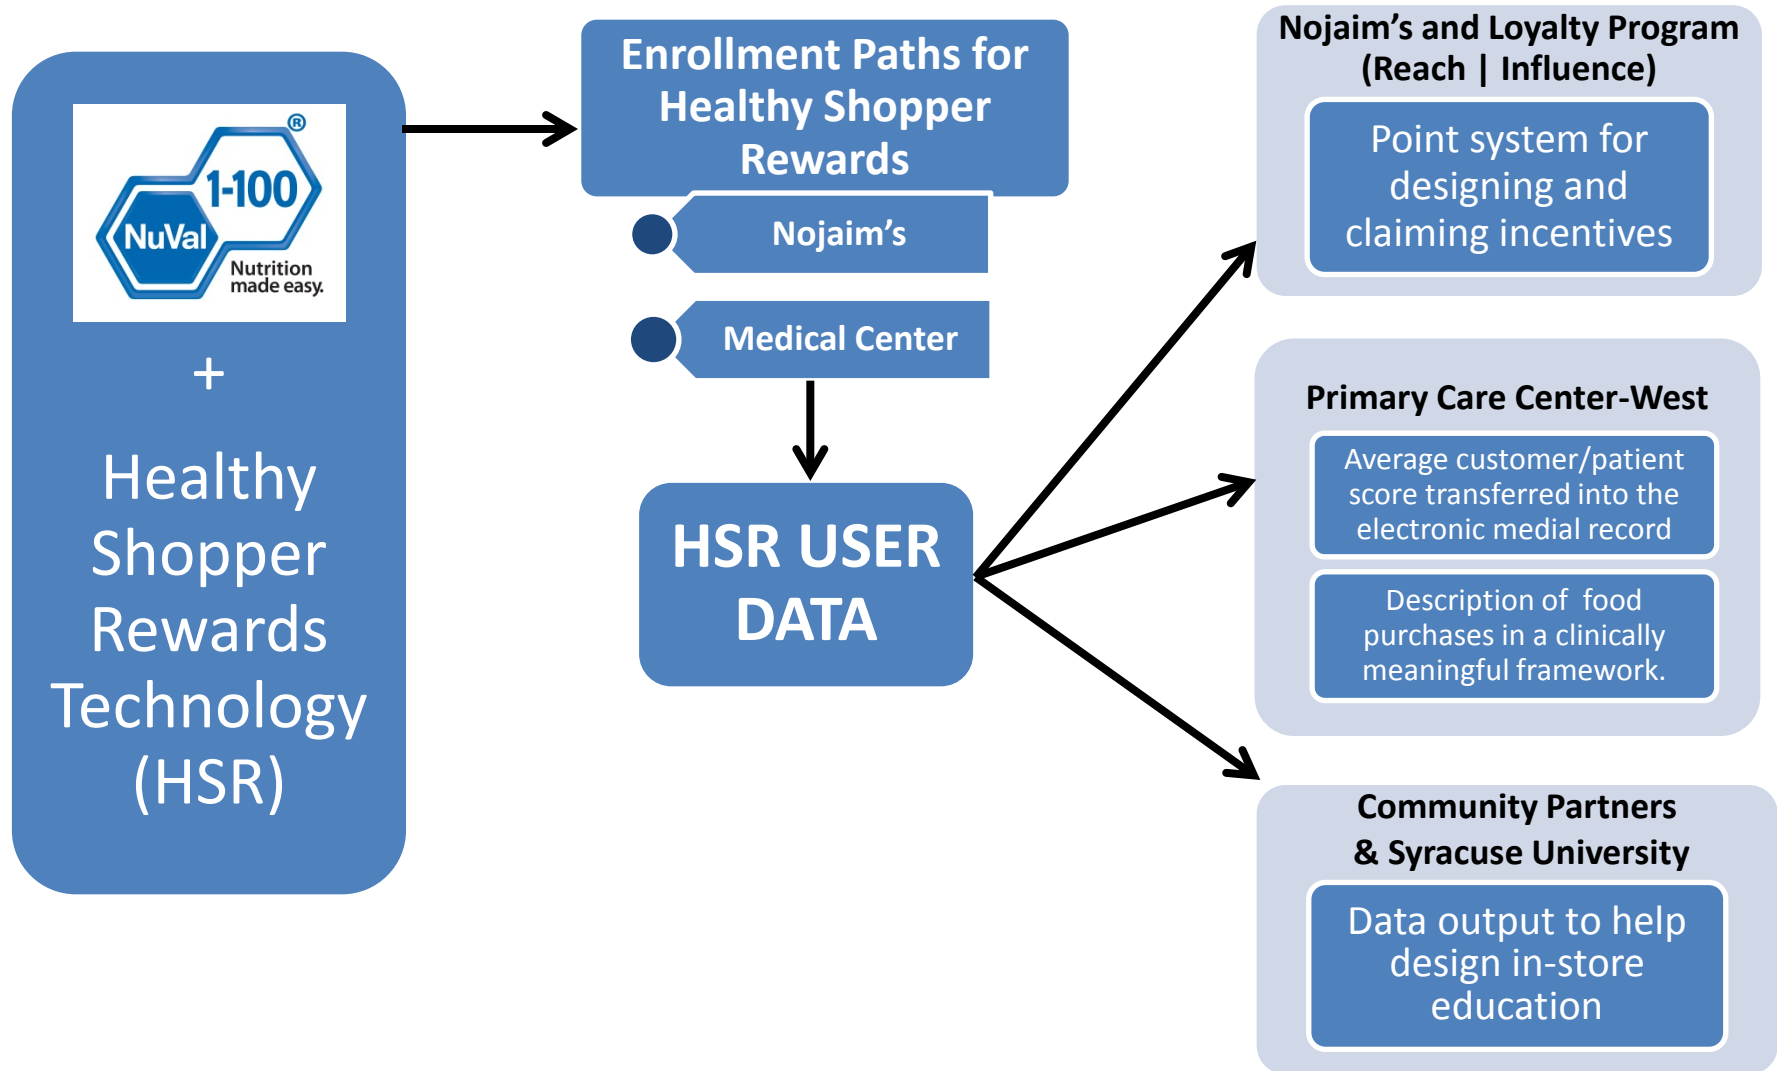 ®
1-100
NuVal
Nutrition
made easy.
+
Healthy
Shopper
Rewards
Technology
(HSR)
Enrollment Paths for
Healthy Shopper
Rewards
Nojaim’s
Medical Center
HSR USER
DATA
Nojaim’s and Loyalty Program
(Reach | Influence)
Point system for
designing and
claiming incentives
Primary Care Center-West
Average customer/patient
score transferred into the
electronic medial record
Description of food
purchases in a clinically
meaningful framework.
Community Partners
& Syracuse University
Data output to help
design in-store
education